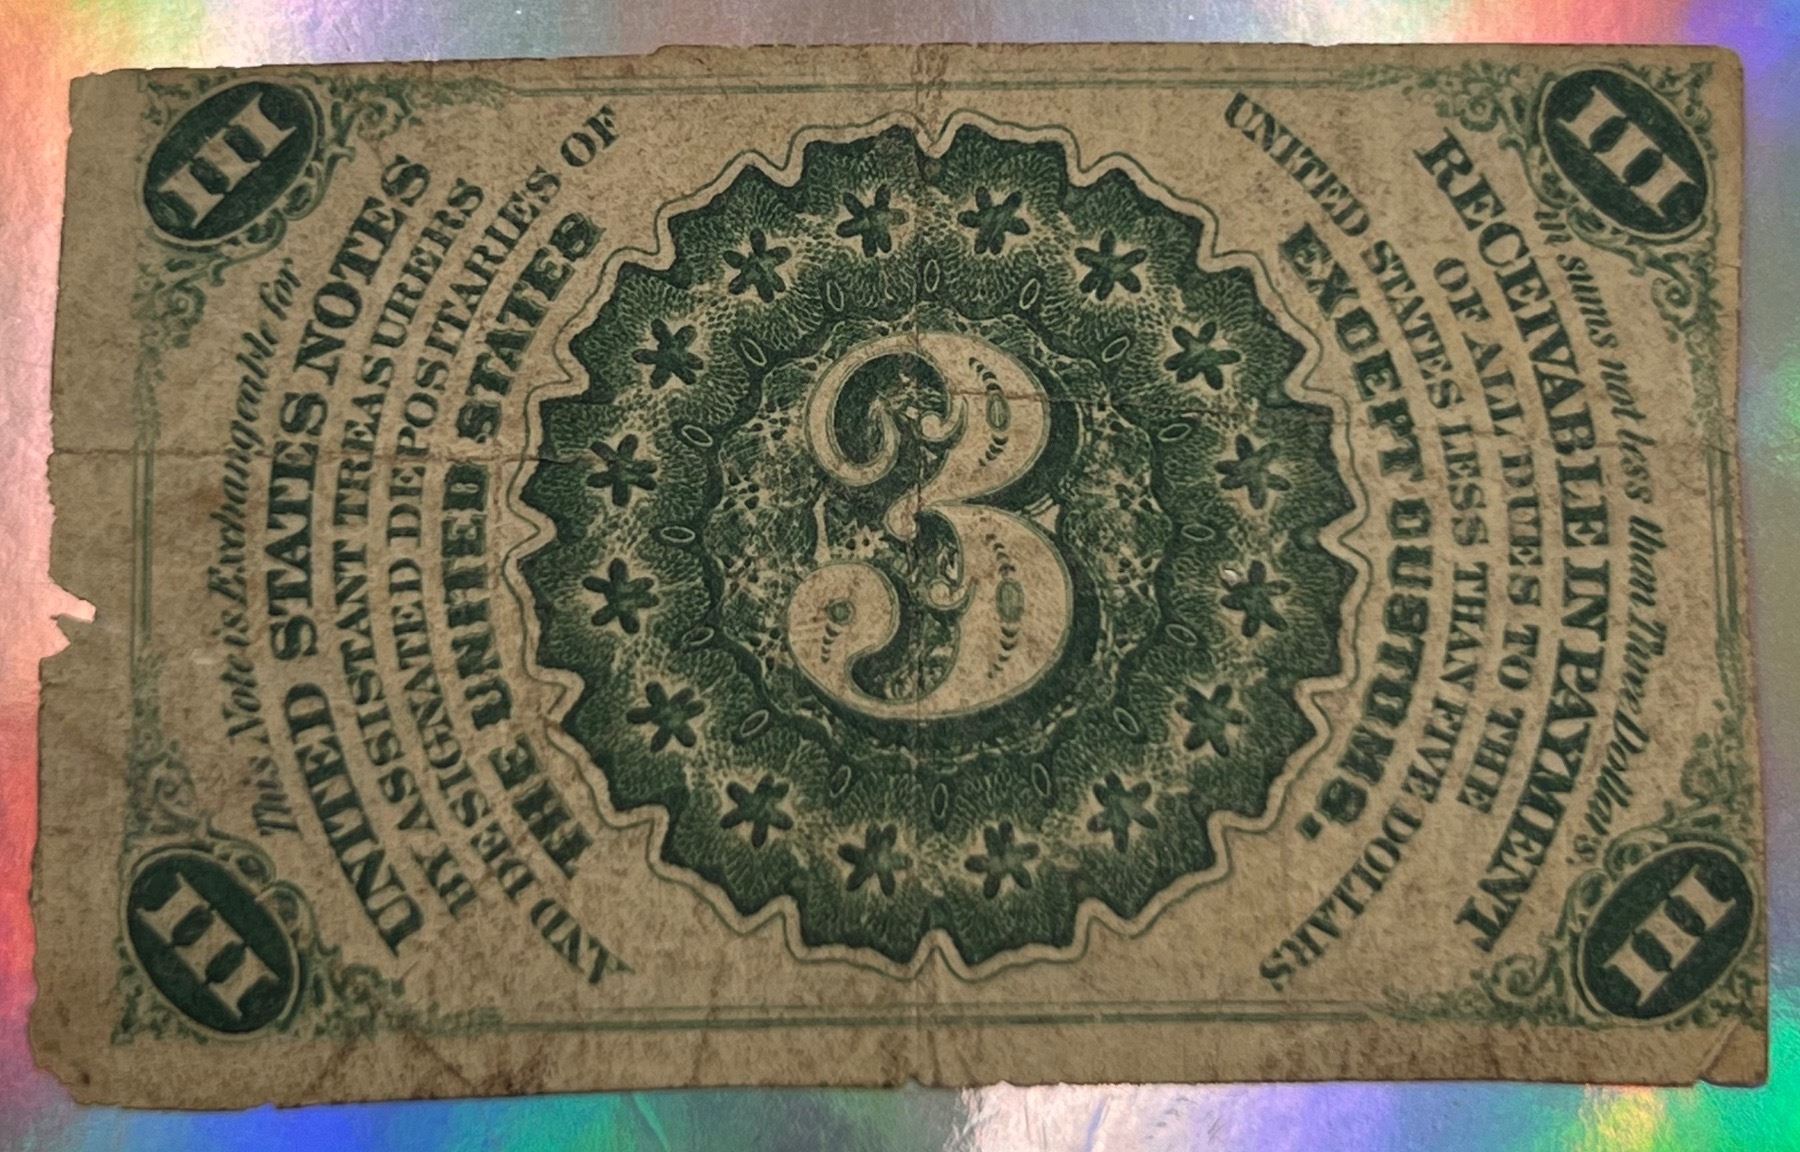 III
III
This Note is Exchangeable for
UNITED STATES NOTES
BY ASSISTANT TREASURERS
AND DESIGNATED DEPOSITARIES OF
THE UNITED STATES
3
RECEIVABLE IN PAYMENT
OF ALL DUES TO THE
UNITED STATES LESS THAN FIVE DOLLARS
EXCEPT CUSTOMS.
in sums not less than Three Dollars.
III
III